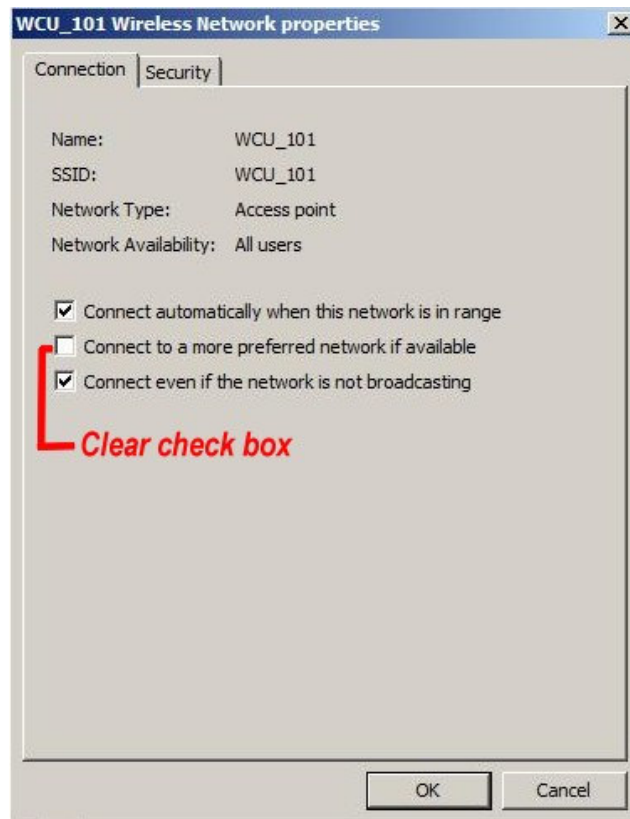 WCU_101 Wireless Network properties
Connection Security
Name: WCU_101
SSID: WCU_101
Network Type: Access point
Network Availability: All users
Connect automatically when this network is in range
Connect to a more preferred network if available
Connect even if the network is not broadcasting
Clear check box
OK Cancel